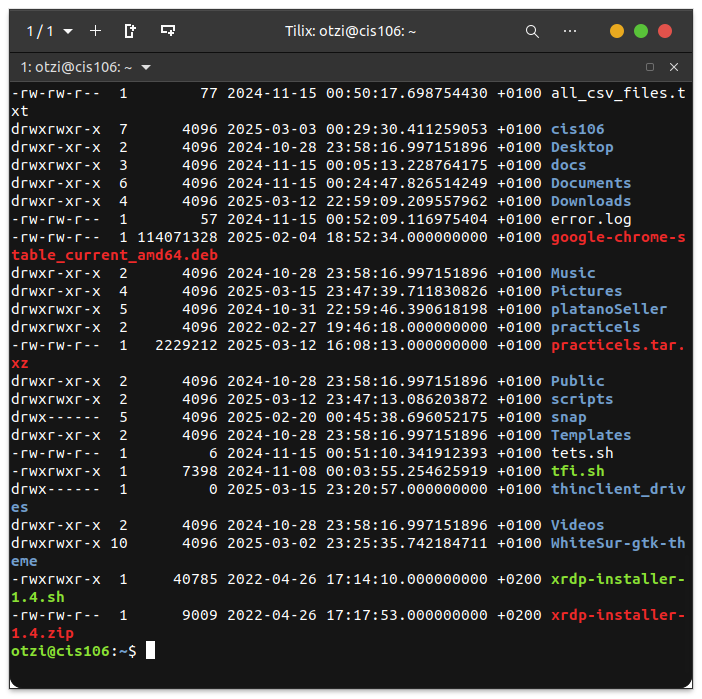 1 / 1
Tilix: otzi@cis106: ~
1: otzi@cis106: ~
-rw-rw-r--  1        77 2024-11-15 00:50:17.698754430 +0100 all_csv_files.t
xt
drwxrwxr-x  7      4096 2025-03-03 00:29:30.411259053 +0100 cis106
drwxr-xr-x  2      4096 2024-10-28 23:58:16.997151896 +0100 Desktop
drwxrwxr-x  3      4096 2024-11-15 00:05:13.228764175 +0100 docs
drwxr-xr-x  6      4096 2024-11-15 00:24:47.826514249 +0100 Documents
drwxr-xr-x  4      4096 2025-03-12 22:59:09.209557962 +0100 Downloads
-rw-rw-r--  1        57 2024-11-15 00:52:09.116975404 +0100 error.log
-rw-rw-r--  1 114071328 2025-02-04 18:52:34.000000000 +0100 google-chrome-s
table_current_amd64.deb
drwxr-xr-x  2      4096 2024-10-28 23:58:16.997151896 +0100 Music
drwxr-xr-x  4      4096 2025-03-15 23:47:39.711830826 +0100 Pictures
drwxrwxr-x  5      4096 2024-10-31 22:59:46.390618198 +0100 platanoSeller
drwxrwxr-x  2      4096 2022-02-27 19:46:18.000000000 +0100 practicels
-rw-rw-r--  1   2229212 2025-03-12 16:08:13.000000000 +0100 practicels.tar.
xz
drwxr-xr-x  2      4096 2024-10-28 23:58:16.997151896 +0100 Public
drwxrwxr-x  2      4096 2025-03-12 23:47:13.086203872 +0100 scripts
drwx------  5      4096 2025-02-20 00:45:38.696052175 +0100 snap
drwxr-xr-x  2      4096 2024-10-28 23:58:16.997151896 +0100 Templates
-rw-rw-r--  1         6 2024-11-15 00:51:10.341912393 +0100 tets.sh
-rwxrwxr-x  1      7398 2024-11-08 00:03:55.254625919 +0100 tfi.sh
drwx------  1         0 2025-03-15 23:20:57.000000000 +0100 thinclient_driv
es
drwxr-xr-x  2      4096 2024-10-28 23:58:16.997151896 +0100 Videos
drwxrwxr-x 10      4096 2025-03-02 23:25:35.742184711 +0100 WhiteSur-gtk-th
eme
-rwxrwxr-x  1     40785 2022-04-26 17:14:10.000000000 +0200 xrdp-installer-
1.4.sh
-rw-rw-r--  1      9009 2022-04-26 17:17:53.000000000 +0200 xrdp-installer-
1.4.zip
otzi@cis106:~$